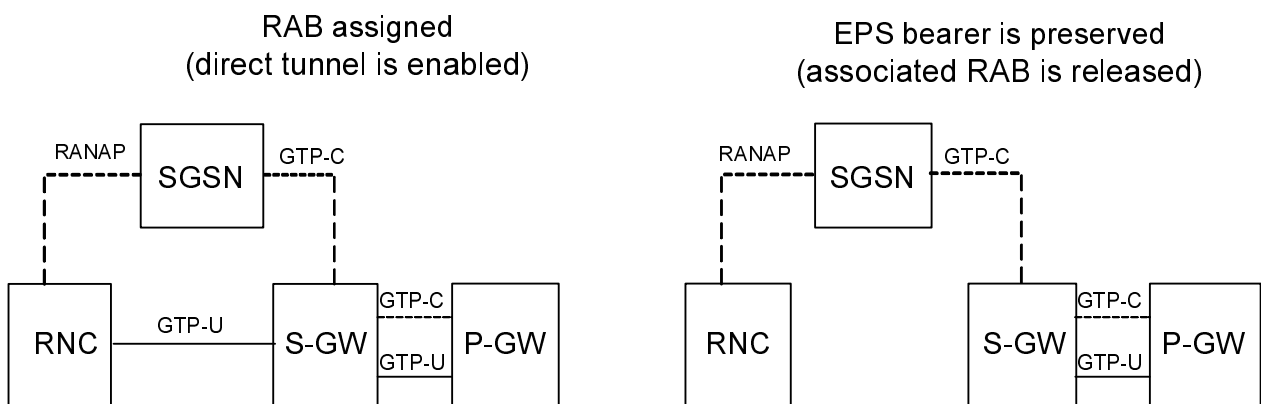 RAB assigned
(direct tunnel is enabled)
RANAP
SGSN
GTP-C
RNC
GTP-U
S-GW
GTP-C
GTP-U
P-GW
EPS bearer is preserved
(associated RAB is released)
RANAP
SGSN
GTP-C
RNC
S-GW
GTP-C
GTP-U
P-GW